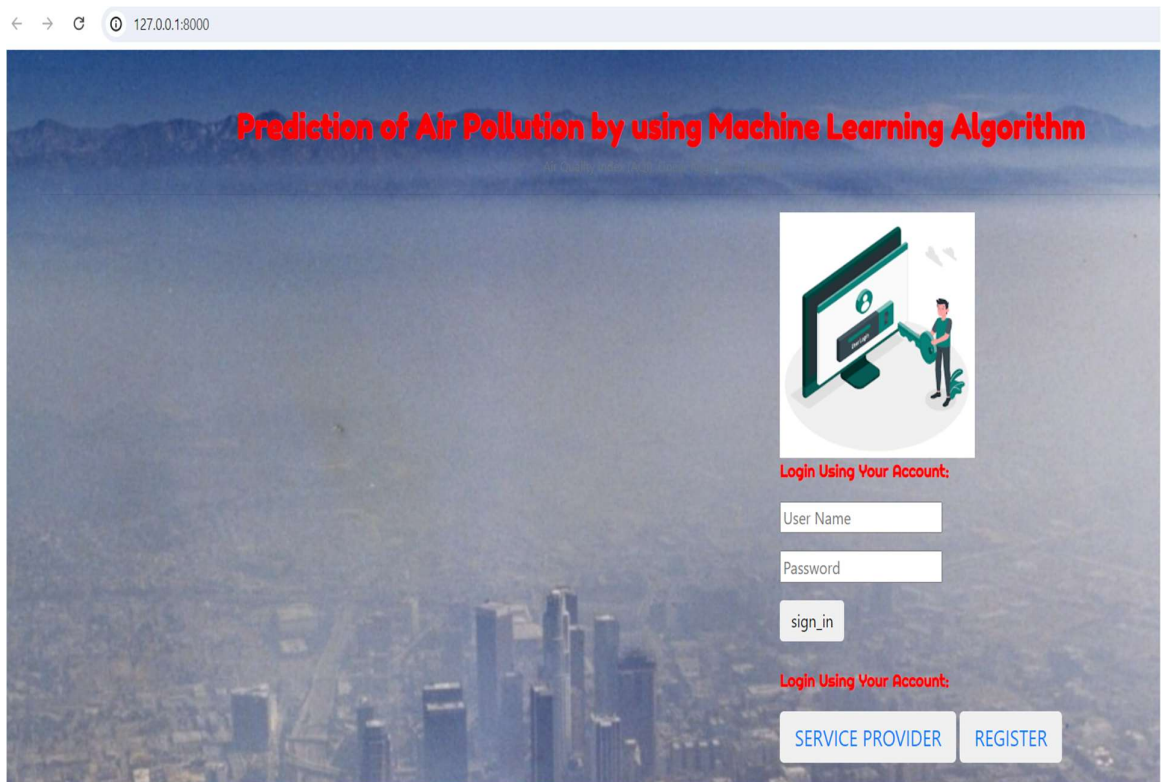 127.0.0.1:8000
Prediction of Air Pollution by using Machine Learning Algorithm
Login Using Your Account:
User Name
Password
sign_in
Login Using Your Account:
SERVICE PROVIDER REGISTER